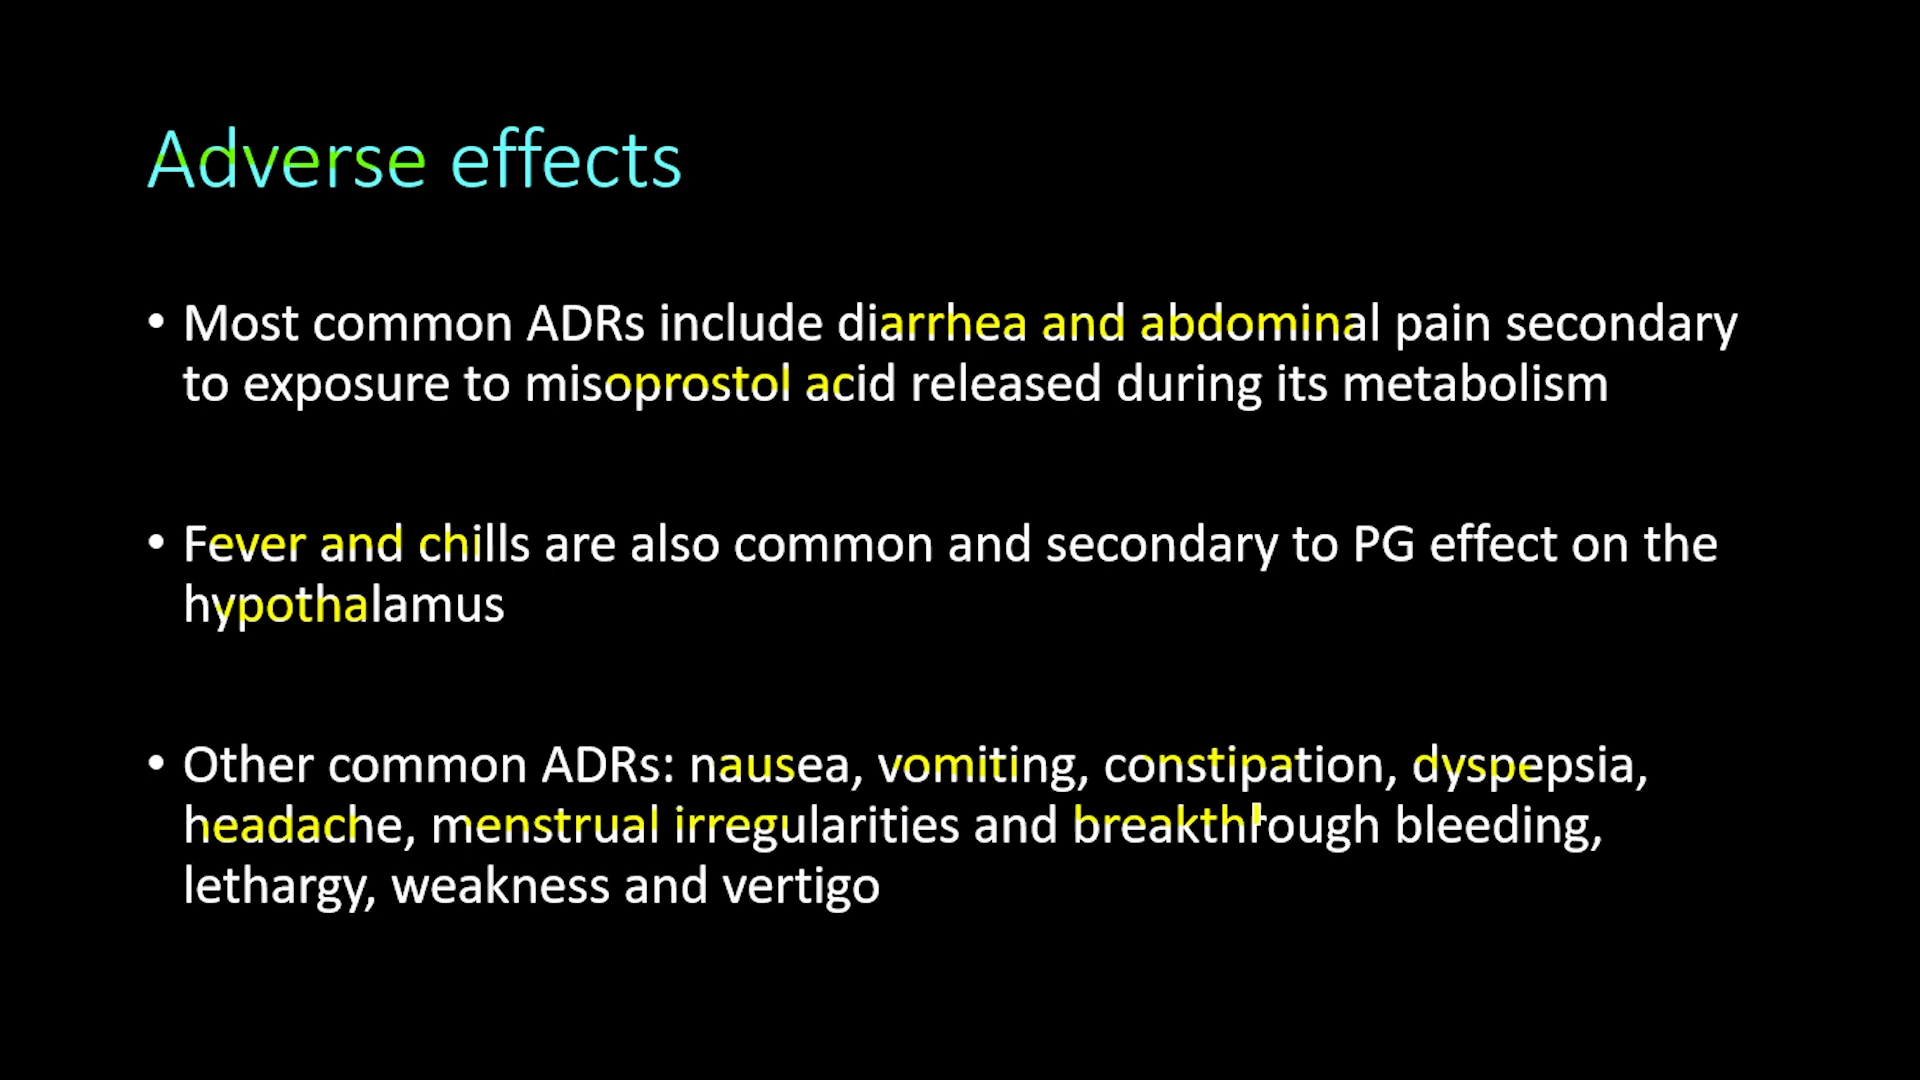 Adverse effects
• Most common ADRs include diarrhea and abdominal pain secondary
to exposure to misoprostol acid released during its metabolism
• Fever and chills are also common and secondary to PG effect on the
hypothalamus
• Other common ADRs: nausea, vomiting, constipation, dyspepsia,
headache, menstrual irregularities and breakthrough bleeding,
lethargy, weakness and vertigo